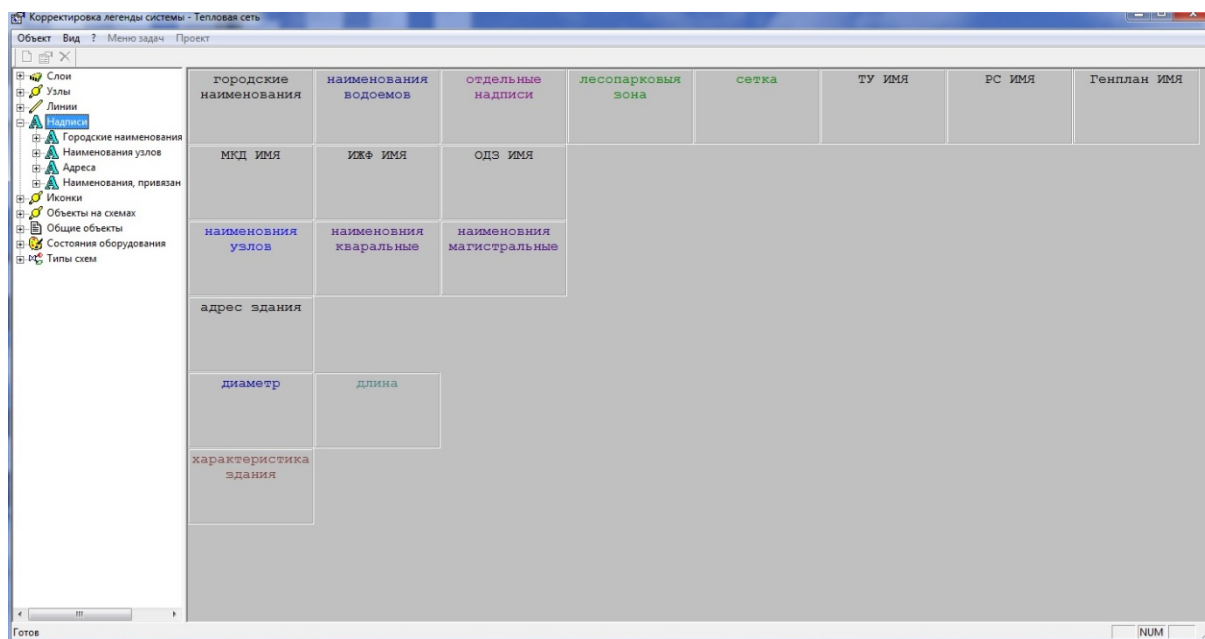 Корректировка легенды системы - Тепловая сеть
Объект Вид ? Меню задач Проект
Слои
Узлы
Линии
Надписи
Городские наименования
Наименования узлов
Адреса
Наименования, привязан
Иконки
Объекты на схемах
Общие объекты
Состояния оборудования
Типы схем
городские
наименования
наименования
водоемов
отдельные
надписи
лесопарковыя
зона
сетка
ТУ ИМЯ
РС ИМЯ
Генплан ИМЯ
МКД ИМЯ
ИЖФ ИМЯ
ОДЗ ИМЯ
наименовния
узлов
наименовния
кваральные
наименовния
магистральные
адрес здания
диаметр
длина
характеристика
здания
Готов
NUM